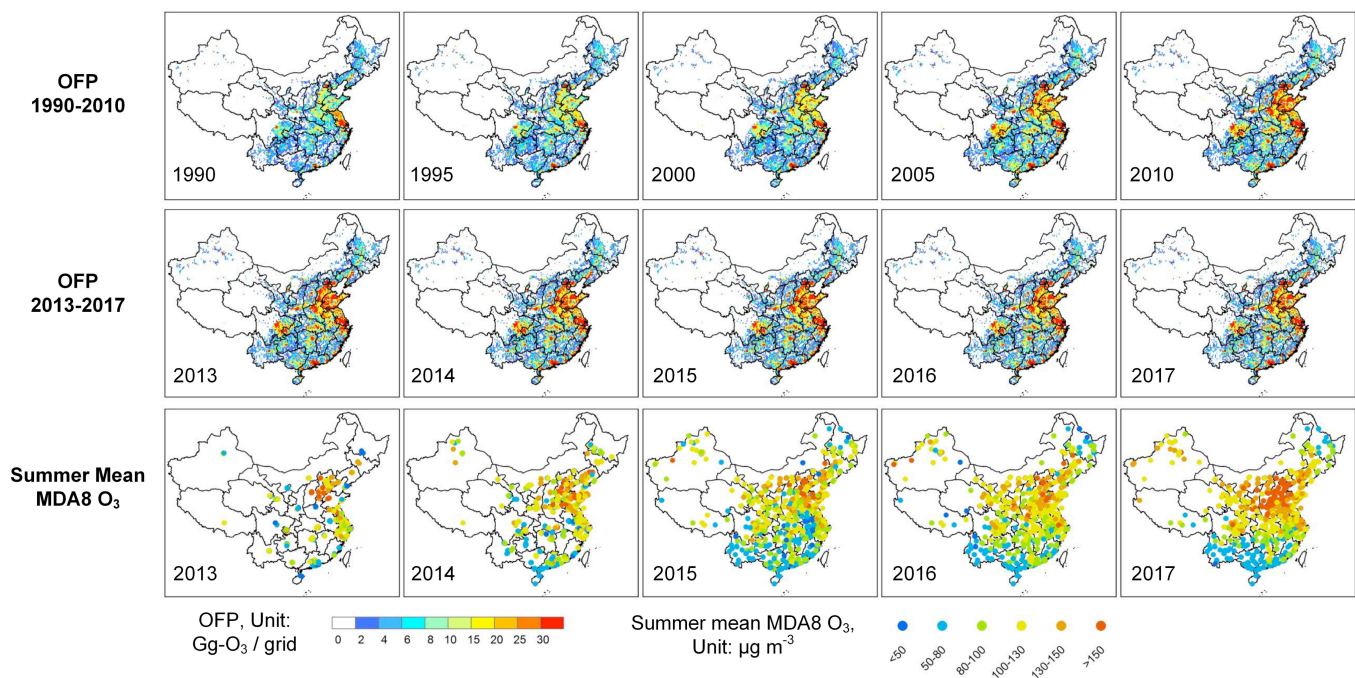 OFP
1990-2010
1990
1995
2000
2005
2010
OFP
2013-2017
2013
2014
2015
2016
2017
Summer Mean
MDA8 O₃
2013
2014
2015
2016
2017
OFP, Unit:
Gg-O₃ / grid
0 2 4 6 8 10 15 20 25 30
Summer mean MDA8 O₃,
Unit: µg m⁻³
<50 50-80 80-100 100-130 130-150 >150